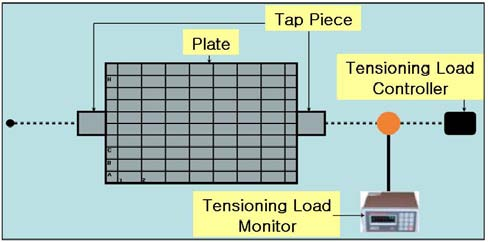 Tap Piece
Plate
Tensioning Load
Controller
H
C
B
A
1 2
Tensioning Load
Monitor